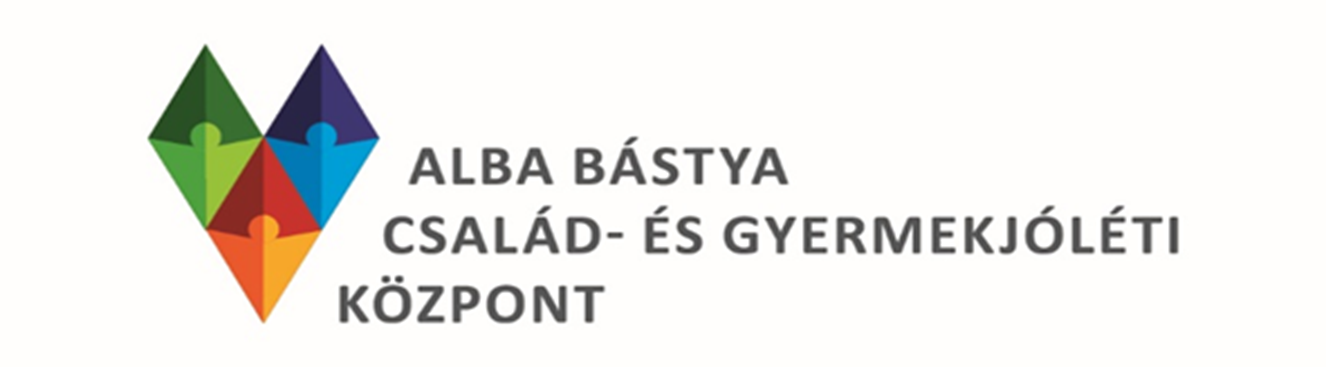 ALBA BÁSTYA
CSALÁD- ÉS GYERMEKJÓLÉTI
KÖZPONT